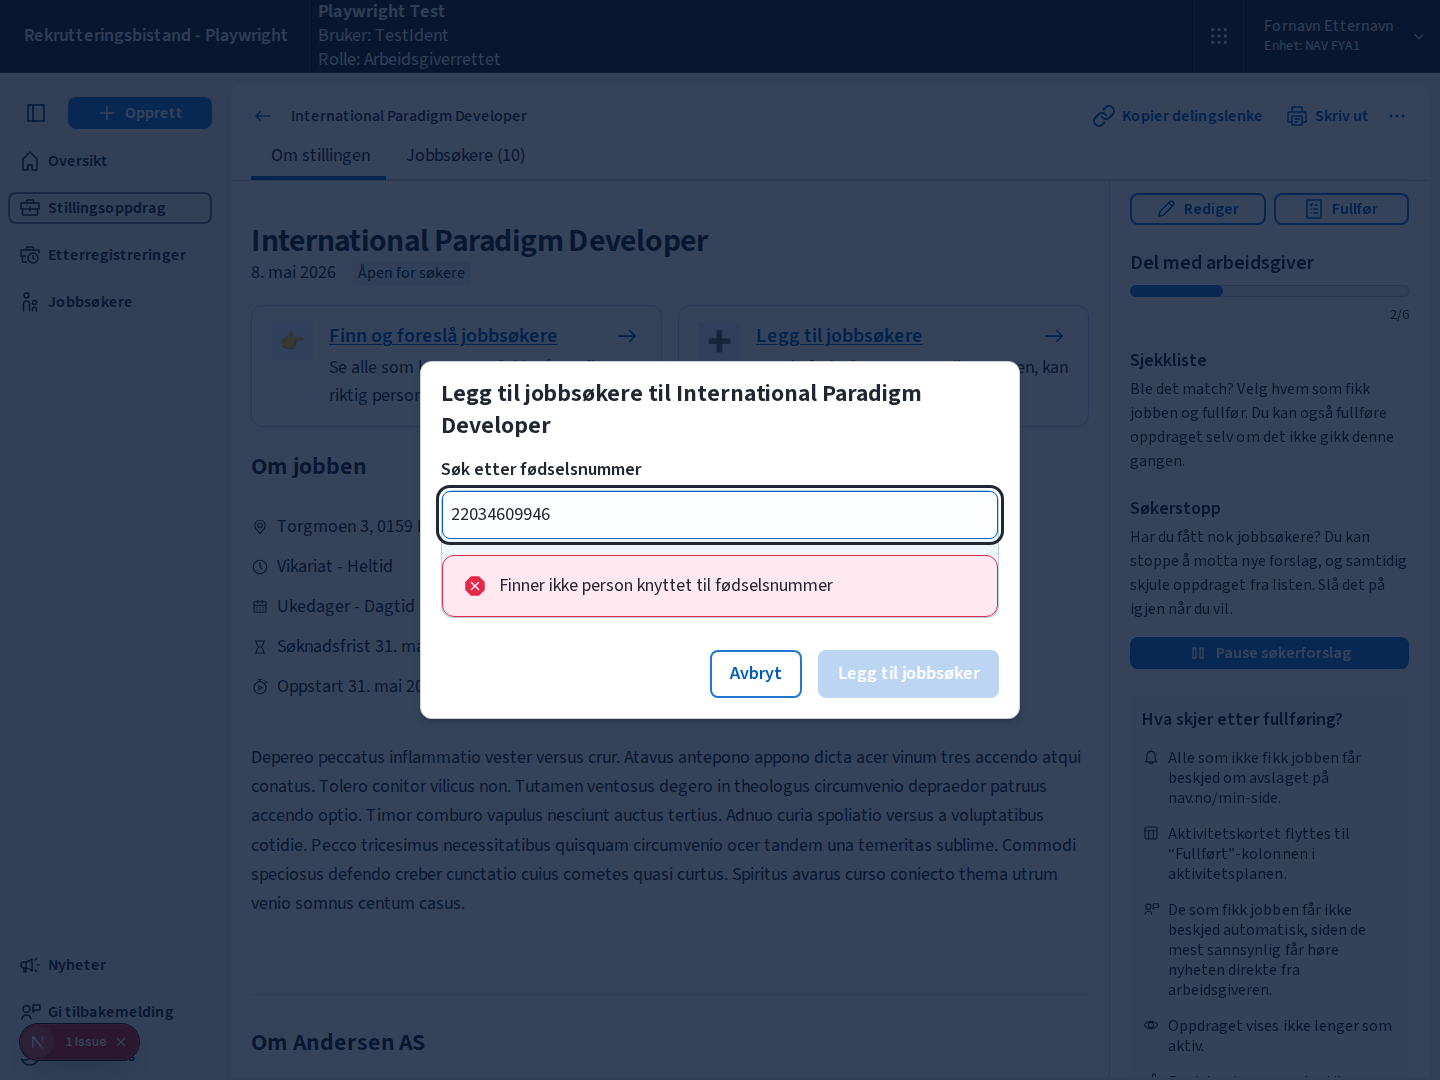 Rekrutteringsbistand - Playwright
Playwright Test
Bruker: TestIdent
Rolle: Arbeidsgiverrettet
Fornavn Etternavn
Enhet: NAV FYA1
Opprett
Oversikt
Stillingsoppdrag
Etterregistreringer
Jobbsøkere
Nyheter
Gi tilbakemelding
1 Issue
International Paradigm Developer
Kopier delingslenke
Skriv ut
Om stillingen
Jobbsøkere (10)
International Paradigm Developer
8. mai 2026
Åpen for søkere
Finn og foreslå jobbsøkere
Se alle som
riktig
Legg til jobbsøkere
kan
Legg til jobbsøkere til International Paradigm
Developer
Søk etter fødselsnummer
22034609946
Finner ikke person knyttet til fødselsnummer
Avbryt
Legg til jobbsøker
Om jobben
Torgmoen 3, 0159
Vikariat - Heltid
Ukedager - Dagtid
Søknadsfrist 31.
Oppstart 31. mai
Depereo peccatus inflammatio vester versus crur. Atavus antepono appono dicta acer vinum tres accendo atqui
conatus. Tolero conitor vilicus non. Tutamen ventosus degero in theologus circumvenio depraedor patruus
accendo optio. Timor comburo vapulus nesciunt auctus tertius. Adnuo curia spoliatio versus a voluptatibus
cotidie. Pecco tricesimus necessitatibus quisquam circumvenio ocer tandem una temeritas sublime. Commodi
speciosus defendo creber cunctatio cuius cometes quasi curtus. Spiritus avarus curso coniecto thema utrum
venio somnus centum casus.
Om Andersen AS
Rediger
Fullfør
Del med arbeidsgiver
2/6
Sjekkliste
Ble det match? Velg hvem som fikk
jobben og fullfør. Du kan også fullføre
oppdraget selv om det ikke gikk denne
gangen.
Søkerstopp
Har du fått nok jobbsøkere? Du kan
stoppe å motta nye forslag, og samtidig
skjule oppdraget fra listen. Slå det på
igjen når du vil.
Pause søkerforslag
Hva skjer etter fullføring?
Alle som ikke fikk jobben får
beskjed om avslaget på
nav.no/min-side.
Aktivitetskortet flyttes til
“Fullført”-kolonnen i
aktivitetsplanen.
De som fikk jobben får ikke
beskjed automatisk, siden de
mest sannsynlig får høre
nyheten direkte fra
arbeidsgiveren.
Oppdraget vises ikke lenger som
aktiv.